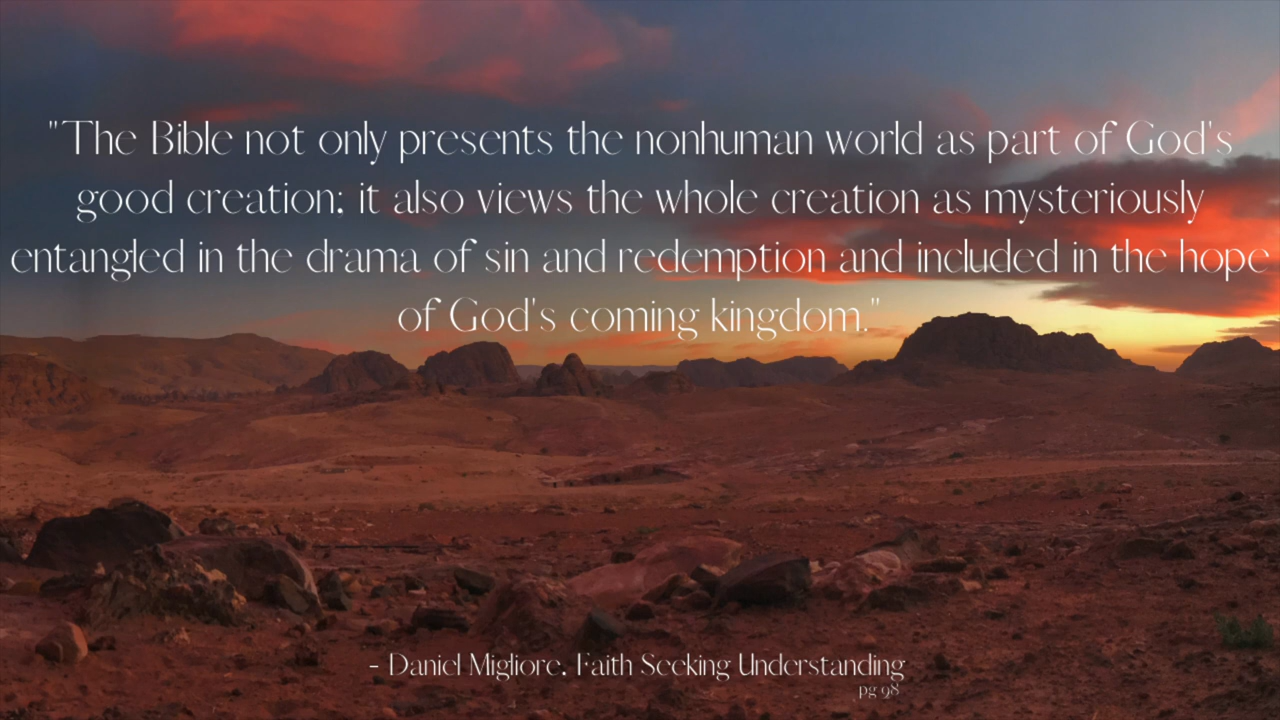 "The Bible not only presents the nonhuman world as part of God's
good creation; it also views the whole creation as mysteriously
entangled in the drama of sin and redemption and included in the hope
of God's coming kingdom."
- Daniel Migliore, Faith Seeking Understanding
pg 98